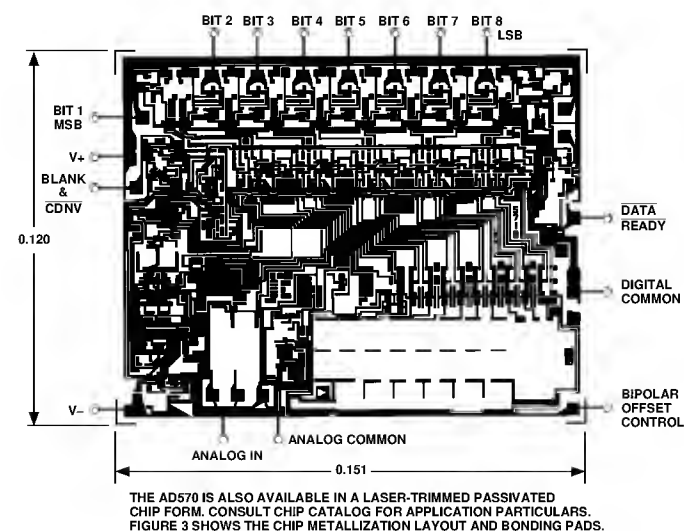 BIT 2 BIT 3 BIT 4 BIT 5 BIT 6 BIT 7 BIT 8
LSB
BIT 1
MSB
V+
BLANK
&
CDNV
0.120
DATA
READY
DIGITAL
COMMON
V–
BIPOLAR
OFFSET
CONTROL
ANALOG COMMON
ANALOG IN
0.151
THE AD570 IS ALSO AVAILABLE IN A LASER-TRIMMED PASSIVATED
CHIP FORM. CONSULT CHIP CATALOG FOR APPLICATION PARTICULARS.
FIGURE 3 SHOWS THE CHIP METALLIZATION LAYOUT AND BONDING PADS.